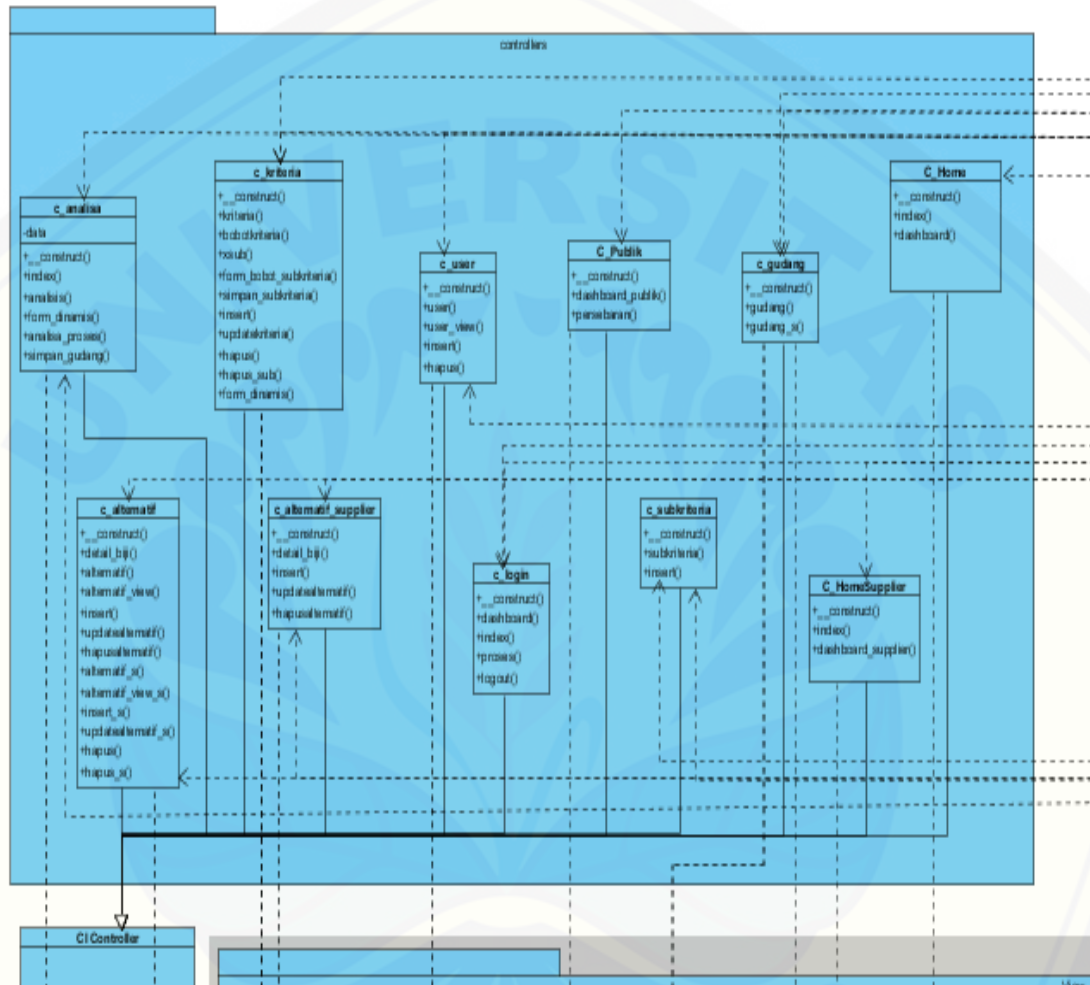 controllers
c_analisa
-data
+__construct()
+index()
+analisis()
+form_dinamis()
+analisa_proses()
+simpan_gudang()
c_kriteria
+__construct()
+kriteria()
+bobotkriteria()
+xsub()
+form_bobot_subkriteria()
+simpan_subkriteria()
+insert()
+updatekriteria()
+hapus()
+hapus_sub()
+form_dinamis()
c_user
+__construct()
+user()
+user_view()
+insert()
+hapus()
C_Publik
+__construct()
+dashboard_publik()
+persebaran()
c_gudang
+__construct()
+gudang()
+gudang_s()
C_Home
+__construct()
+index()
+dashboard()
c_alternatif
+__construct()
+detail_biji()
+alternatif()
+alternatif_view()
+insert()
+updatealternatif()
+hapusalternatif()
+alternatif_s()
+alternatif_view_s()
+insert_s()
+updatealternatif_s()
+hapus()
+hapus_s()
c_alternatif_supplier
+__construct()
+detail_biji()
+insert()
+updatealternatif()
+hapusalternatif()
c_login
+__construct()
+dashboard()
+index()
+proses()
+logout()
c_subkriteria
+__construct()
+subkriteria()
+insert()
C_HomeSupplier
+__construct()
+index()
+dashboard_supplier()
CI Controller
UNIVERSITAS